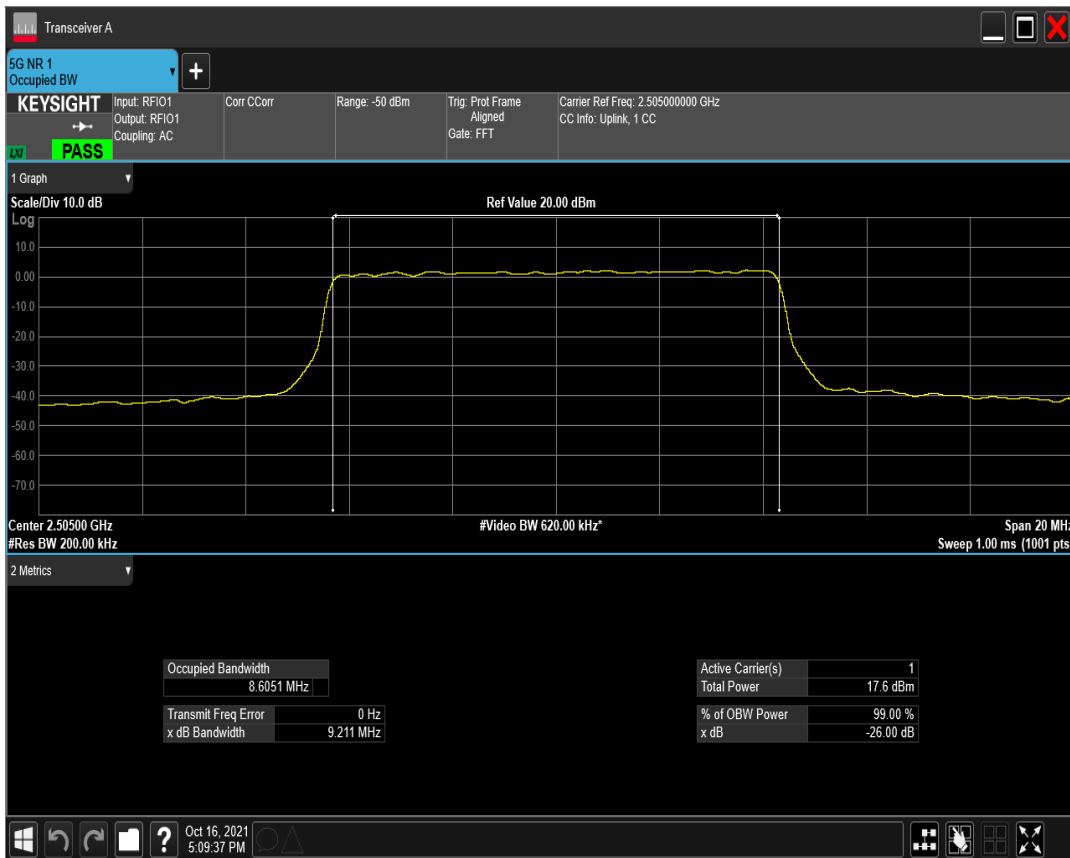 Transceiver A
5G NR 1
Occupied BW
+
KEYSIGHT
LXI
PASS
Input: RFIO1
Output: RFIO1
Coupling: AC
Corr CCorr
Range: -50 dBm
Trig: Prot Frame
Aligned
Gate: FFT
Carrier Ref Freq: 2.505000000 GHz
CC Info: Uplink, 1 CC
1 Graph
Scale/Div 10.0 dB
Ref Value 20.00 dBm
Log
10.0
0.00
-10.0
-20.0
-30.0
-40.0
-50.0
-60.0
-70.0
Center 2.50500 GHz
#Video BW 620.00 kHz*
Span 20 MHz
#Res BW 200.00 kHz
Sweep 1.00 ms (1001 pts
2 Metrics
Occupied Bandwidth
8.6051 MHz
Transmit Freq Error 0 Hz
x dB Bandwidth 9.211 MHz
Active Carrier(s) 1
Total Power 17.6 dBm
% of OBW Power 99.00 %
x dB -26.00 dB
?
Oct 16, 2021
5:09:37 PM